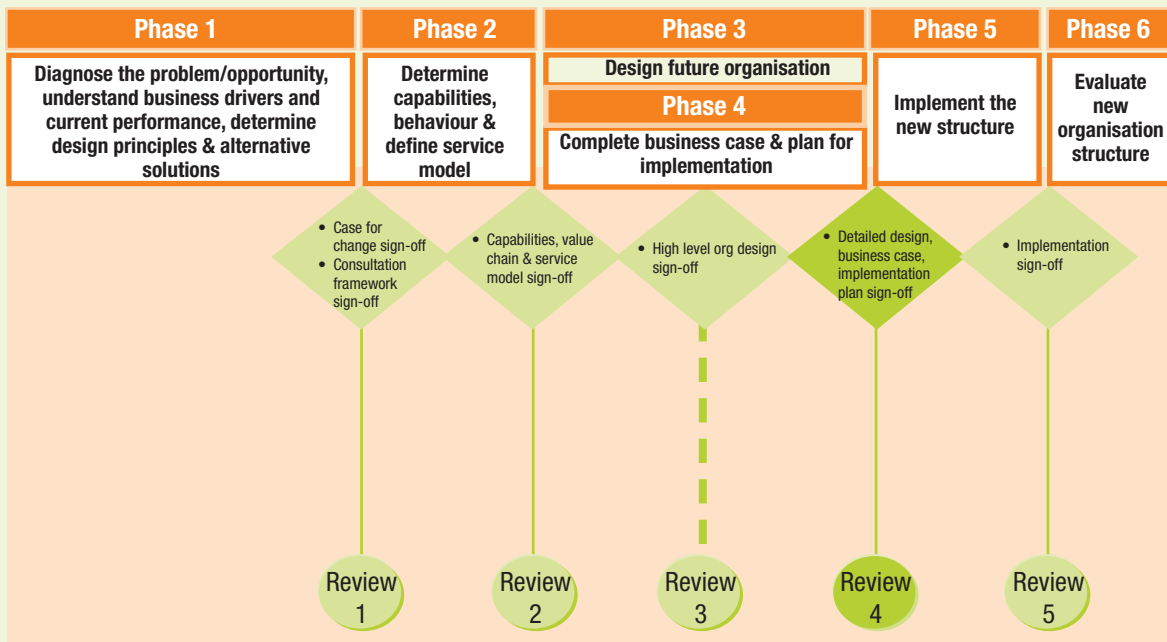 Phase 1
Phase 2
Phase 3
Phase 5
Phase 6
Diagnose the problem/opportunity,
understand business drivers and
current performance, determine
design principles & alternative
solutions
Determine
capabilities,
behaviour &
define service
model
Design future organisation
Phase 4
Complete business case & plan for
implementation
Implement the
new structure
Evaluate
new
organisation
structure
• Case for
change sign-off
• Consultation
framework
sign-off
• Capabilities, value
chain & service
model sign-off
• High level org design
sign-off
• Detailed design,
business case,
implementation
plan sign-off
• Implementation
sign-off
Review
1
Review
2
Review
3
Review
4
Review
5